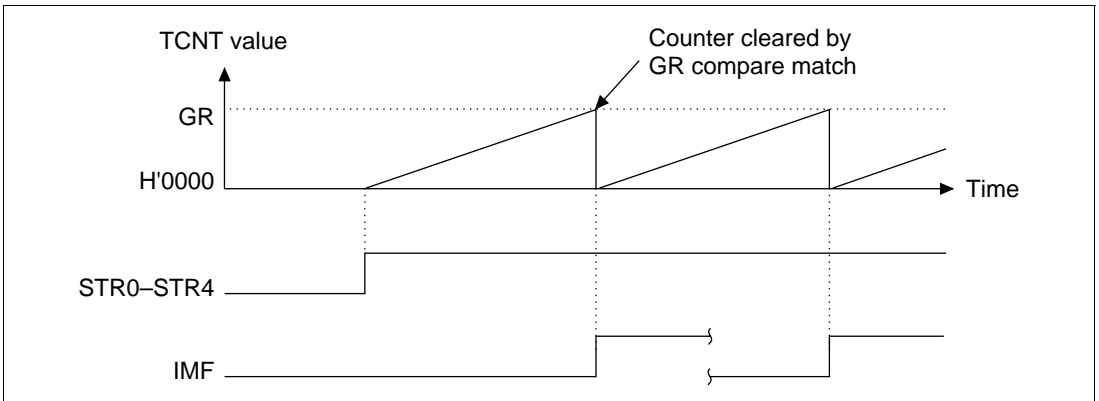 TCNT value
Counter cleared by
GR compare match
GR
H'0000
Time
STR0–STR4
IMF